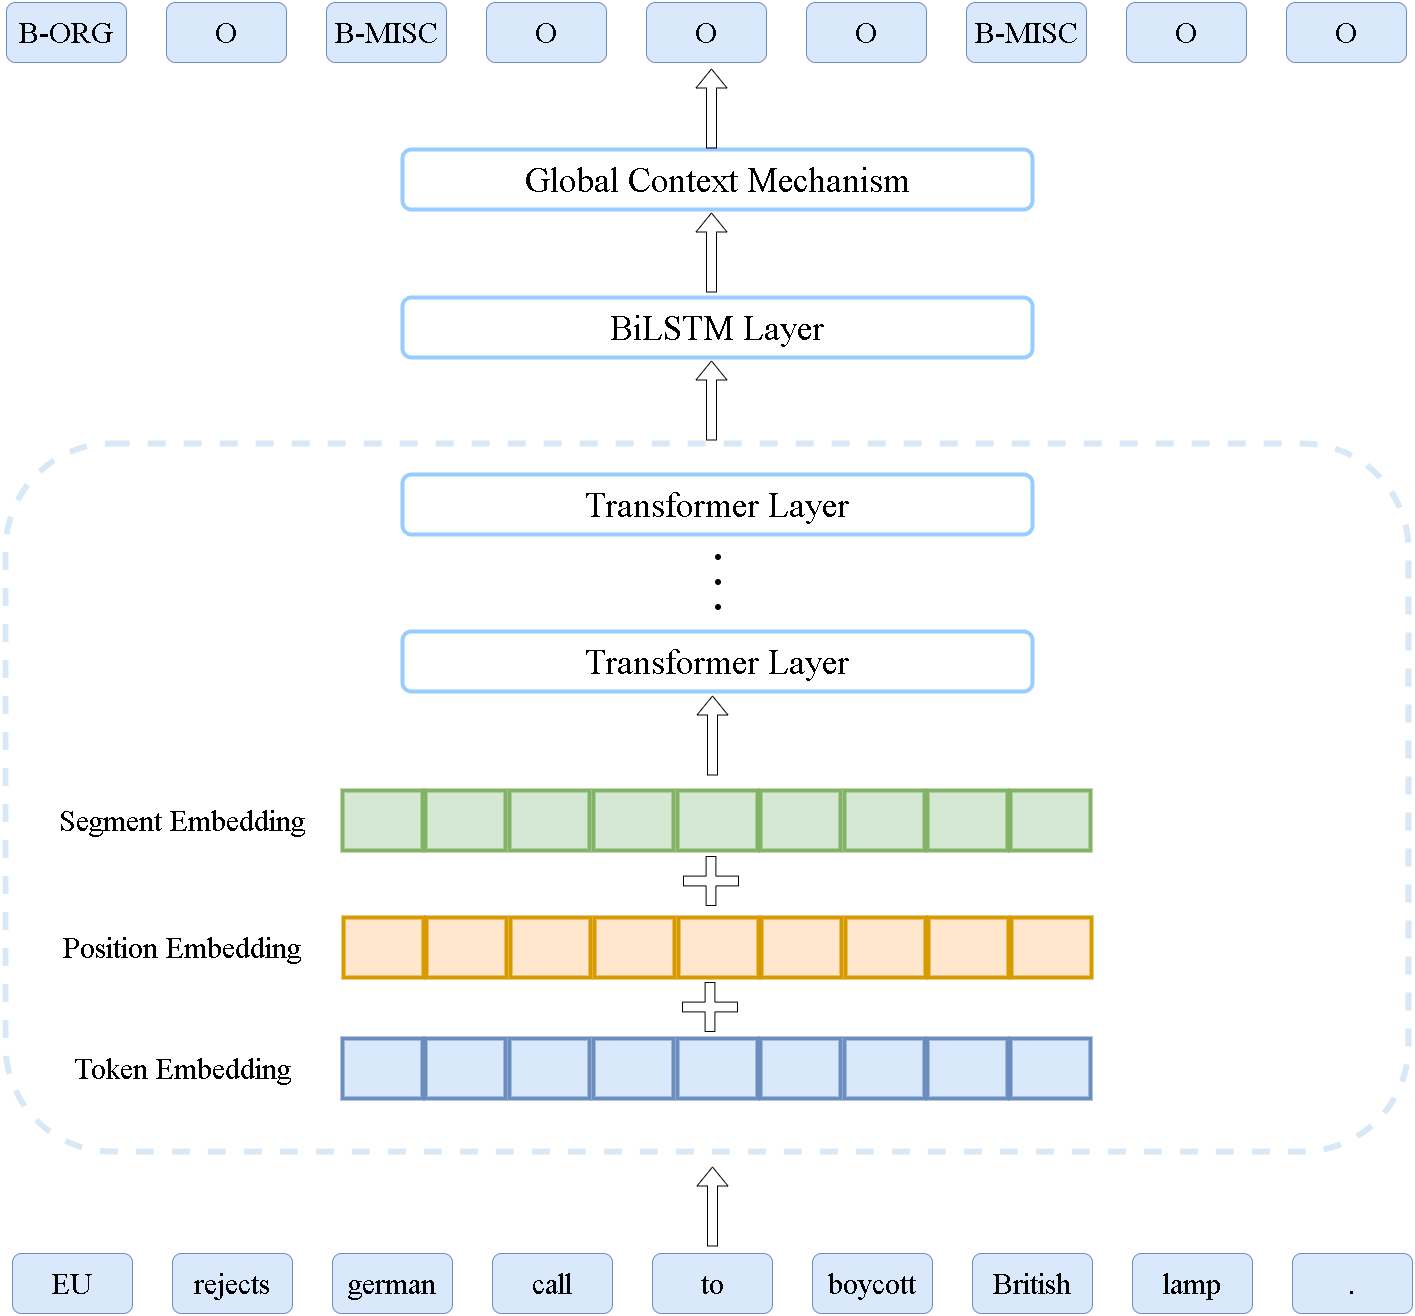 B-ORG O B-MISC O O O B-MISC O O
Global Context Mechanism
BiLSTM Layer
Transformer Layer
Transformer Layer
Segment Embedding
Position Embedding
Token Embedding
EU rejects german call to boycott British lamp .